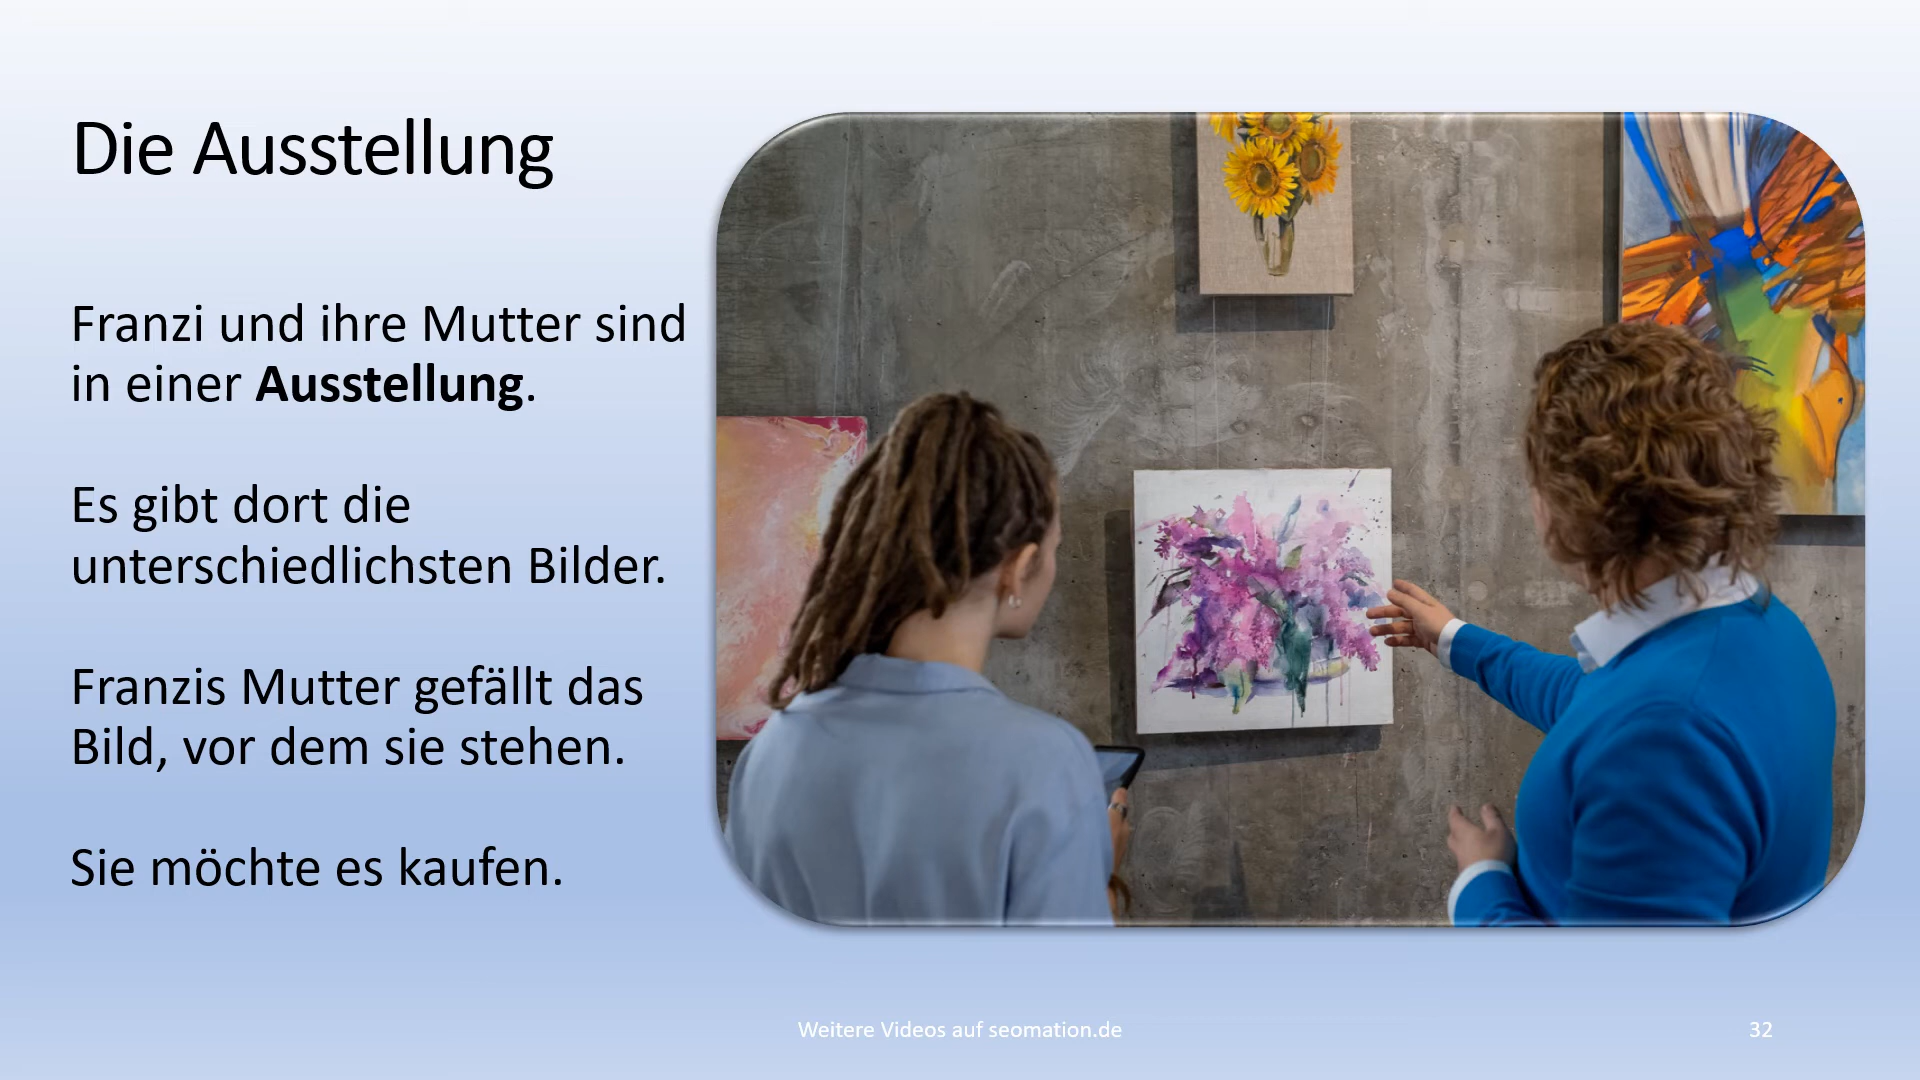 Die Ausstellung
Franzi und ihre Mutter sind
in einer Ausstellung.
Es gibt dort die
unterschiedlichsten Bilder.
Franzis Mutter gefällt das
Bild, vor dem sie stehen.
Sie möchte es kaufen.
Weitere Videos auf seomation.de
32